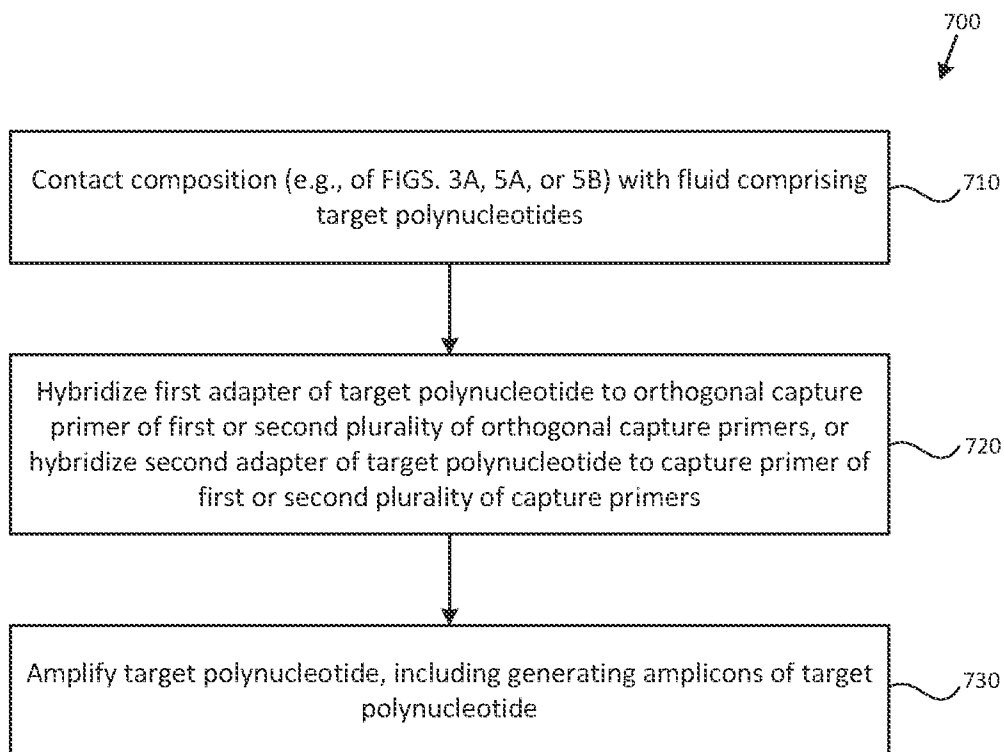 700
Contact composition (e.g., of FIGS. 3A, 5A, or 5B) with fluid comprising
target polynucleotides
710
Hybridize first adapter of target polynucleotide to orthogonal capture
primer of first or second plurality of orthogonal capture primers, or
hybridize second adapter of target polynucleotide to capture primer of
first or second plurality of capture primers
720
Amplify target polynucleotide, including generating amplicons of target
polynucleotide
730